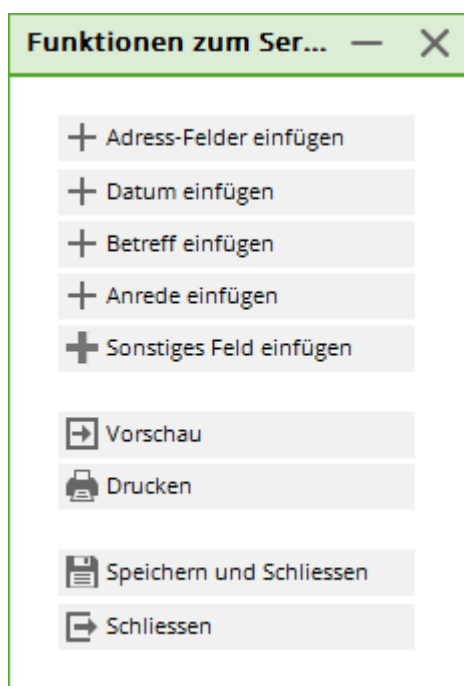 Funktionen zum Ser...
Adress-Felder einfügen
Datum einfügen
Betreff einfügen
Anrede einfügen
Sonstiges Feld einfügen
Vorschau
Drucken
Speichern und Schliessen
Schliessen